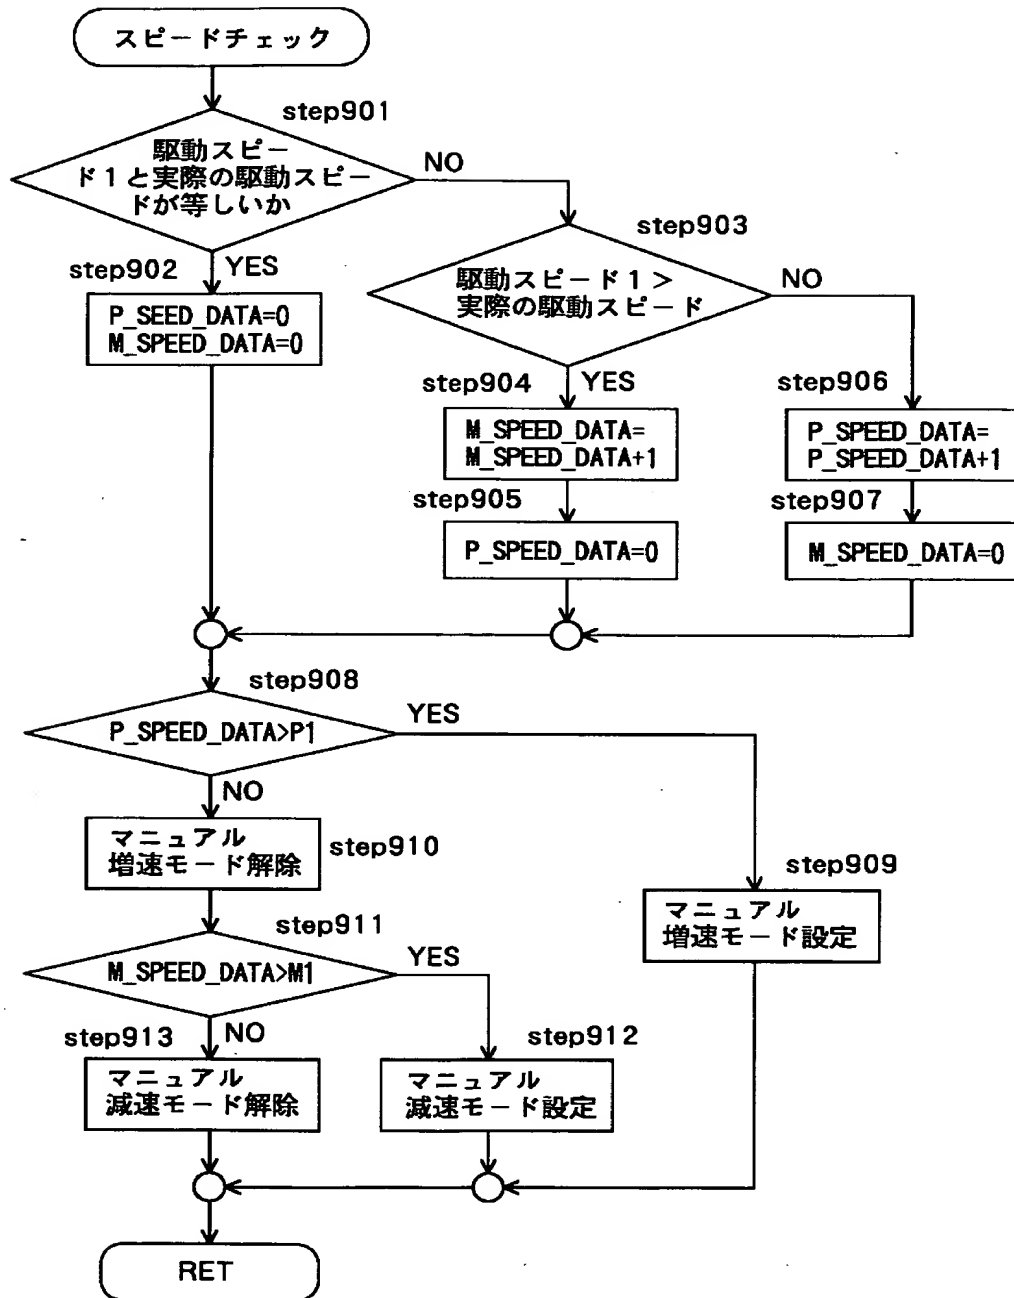 スピードチェック
step901
駆動スピー
ド1と実際の駆動スピー
ドが等しいか
NO
step902
YES
P_SEED_DATA=0
M_SPEED_DATA=0
step903
駆動スピード1>
実際の駆動スピード
NO
step904
YES
M_SPEED_DATA=
M_SPEED_DATA+1
step905
P_SPEED_DATA=0
step906
P_SPEED_DATA=
P_SPEED_DATA+1
step907
M_SPEED_DATA=0
step908
P_SPEED_DATA>P1
YES
NO
マニュアル
増速モード解除
step910
step909
マニュアル
増速モード設定
step911
M_SPEED_DATA>M1
YES
step913
NO
マニュアル
減速モード解除
step912
マニュアル
減速モード設定
RET